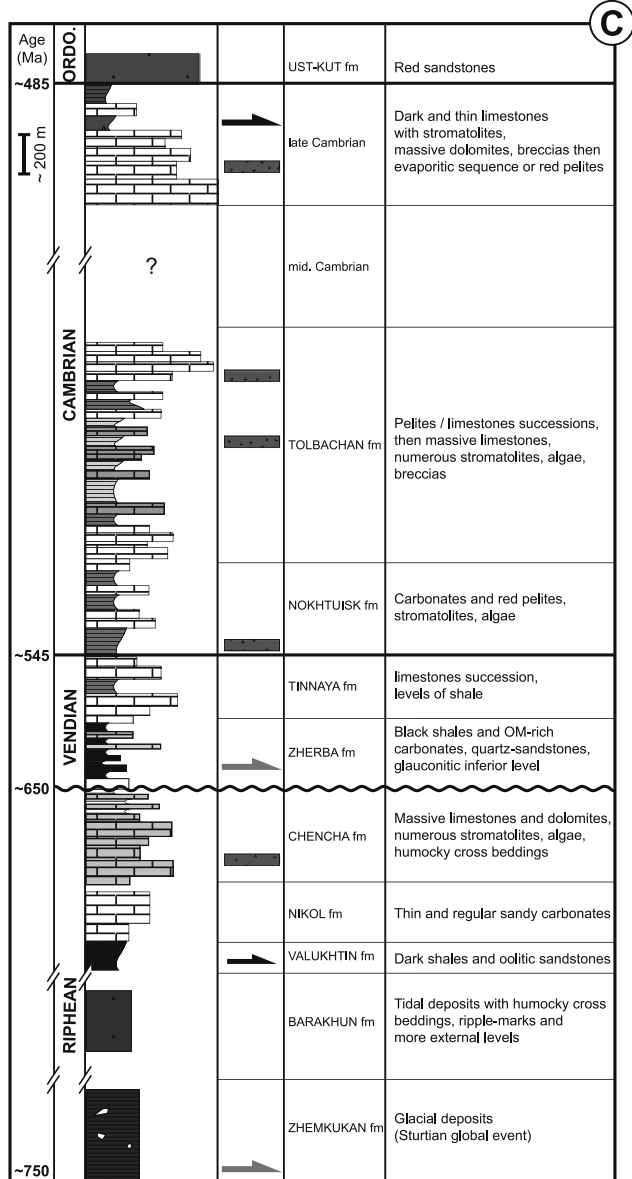 C
Age
(Ma)
ORDO.
UST-KUT fm
Red sandstones
~485
~ 200 m
late Cambrian
Dark and thin limestones
with stromatolites,
massive dolomites, breccias then
evaporitic sequence or red pelites
?
mid. Cambrian
CAMBRIAN
TOLBACHAN fm
Pelites / limestones successions,
then massive limestones,
numerous stromatolites, algae,
breccias
NOKHTUISK fm
Carbonates and red pelites,
stromatolites, algae
~545
VENDIAN
TINNAYA fm
limestones succession,
levels of shale
ZHERBA fm
Black shales and OM-rich
carbonates, quartz-sandstones,
glauconitic inferior level
~650
CHENCHA fm
Massive limestones and dolomites,
numerous stromatolites, algae,
humocky cross beddings
NIKOL fm
Thin and regular sandy carbonates
VALUKHTIN fm
Dark shales and oolitic sandstones
RIPHEAN
BARAKHUN fm
Tidal deposits with humocky cross
beddings, ripple-marks and
more external levels
ZHEMKUKAN fm
Glacial deposits
(Sturtian global event)
~750